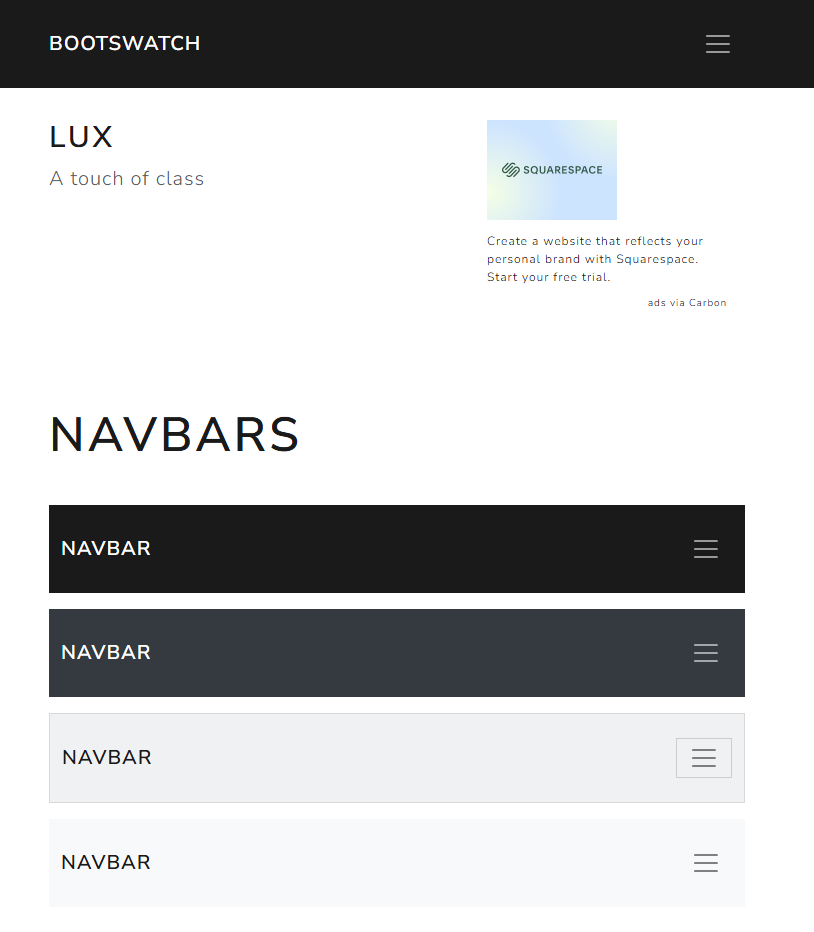 BOOTSWATCH
LUX
A touch of class
SQUARESPACE
Create a website that reflects your
personal brand with Squarespace.
Start your free trial.
ads via Carbon
NAVBARS
NAVBAR
NAVBAR
NAVBAR
NAVBAR